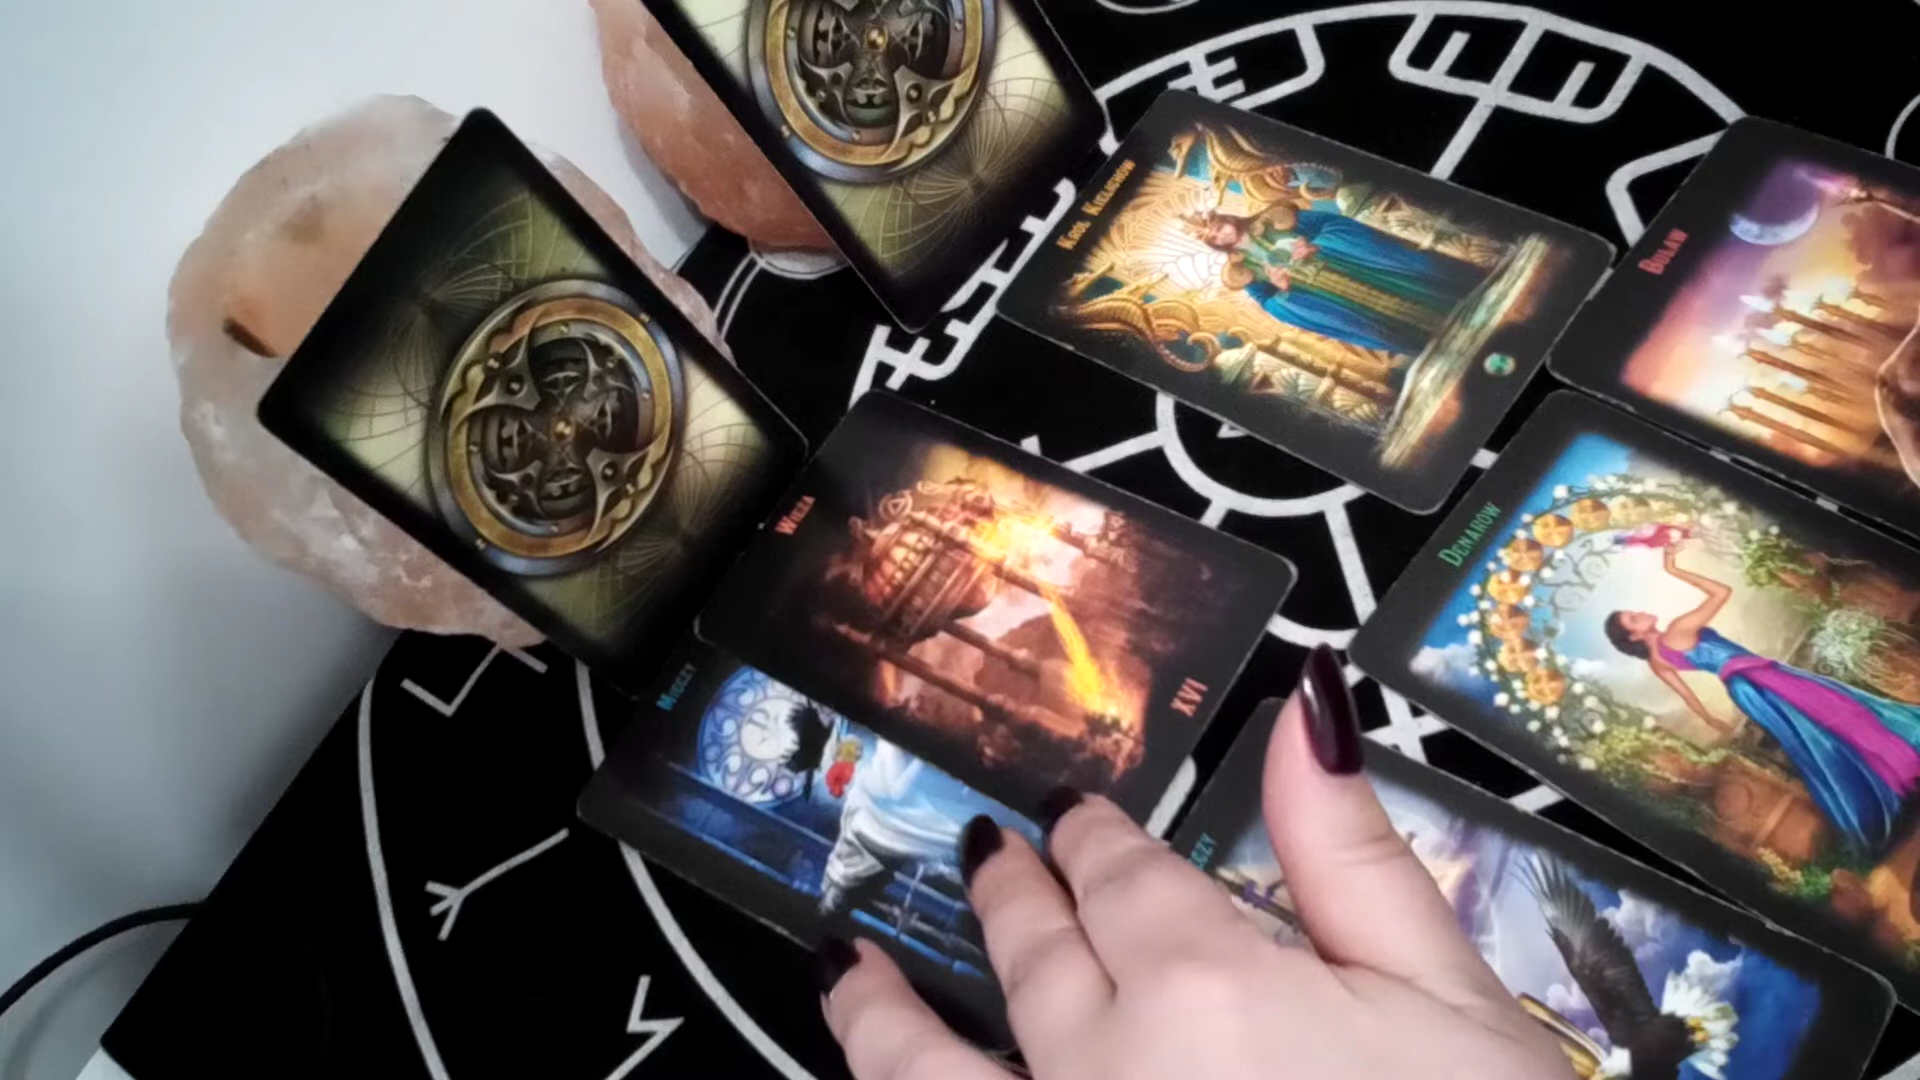 Król Kielichów
Buław
Wieża
XVI
Denarów
Mieczy